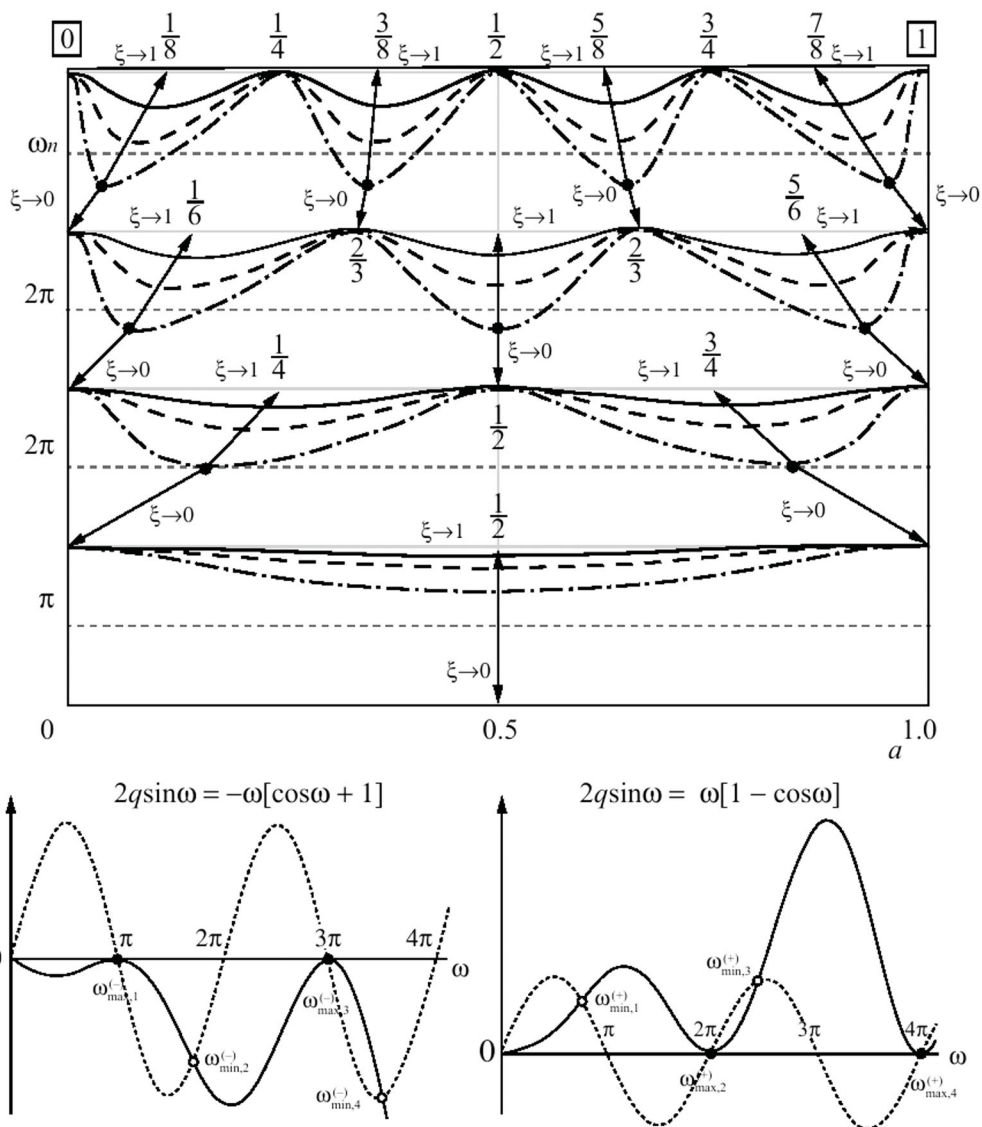 0 ξ→1 1/8 1/4 3/8 ξ→1 1/2 ξ→1 5/8 3/4 7/8 ξ→1 1
ωn
ξ→0 ξ→0 ξ→0 ξ→0
ξ→1 1/6 ξ→1 5/6 ξ→1
2/3 2/3
2π
ξ→0 ξ→1 1/4 ξ→0 ξ→1 3/4 ξ→0
2π 1/2
ξ→0 ξ→1 1/2 ξ→0
π
ξ→0
0 0.5 1.0
a
2qsinω = –ω[cosω + 1]
π 2π 3π 4π
ω
ω(–)max,1 ω(–)max,3
ω(–)min,2
ω(–)min,4
2qsinω = ω[1 – cosω]
ω(+)min,3
ω(+)min,1
π 2π 3π 4π
0 ω
ω(+)max,2 ω(+)max,4